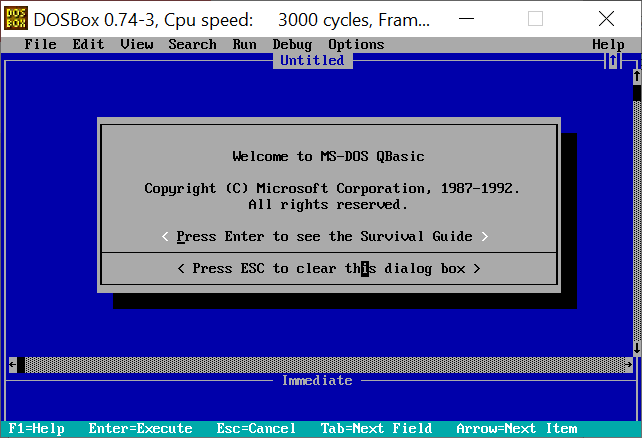 DOS BOX DOSBox 0.74-3, Cpu speed: 3000 cycles, Fram...
File Edit View Search Run Debug Options Help
Untitled
Welcome to MS-DOS QBasic
Copyright (C) Microsoft Corporation, 1987-1992.
All rights reserved.
< Press Enter to see the Survival Guide >
< Press ESC to clear this dialog box >
Immediate
F1=Help Enter=Execute Esc=Cancel Tab=Next Field Arrow=Next Item